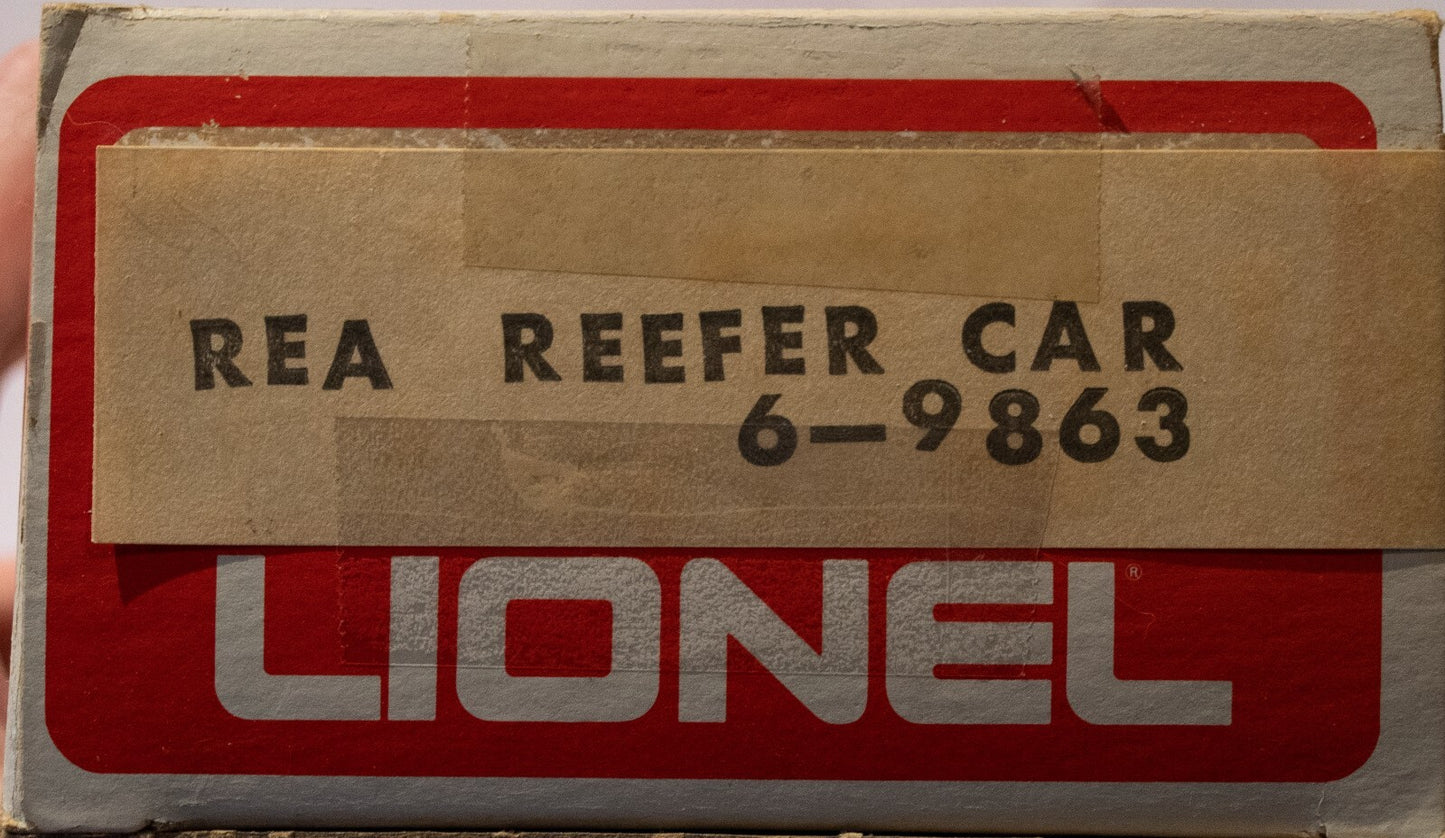 REA REEFER CAR
6-9863
LIONEL®